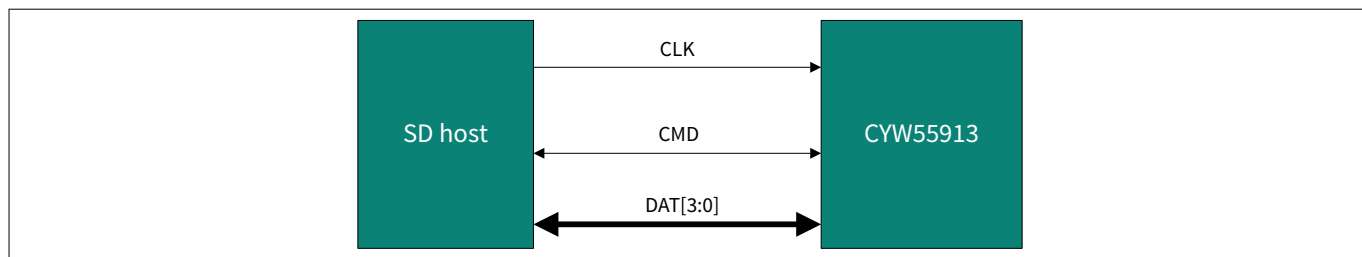 CLK
SD host
CMD
CYW55913
DAT[3:0]